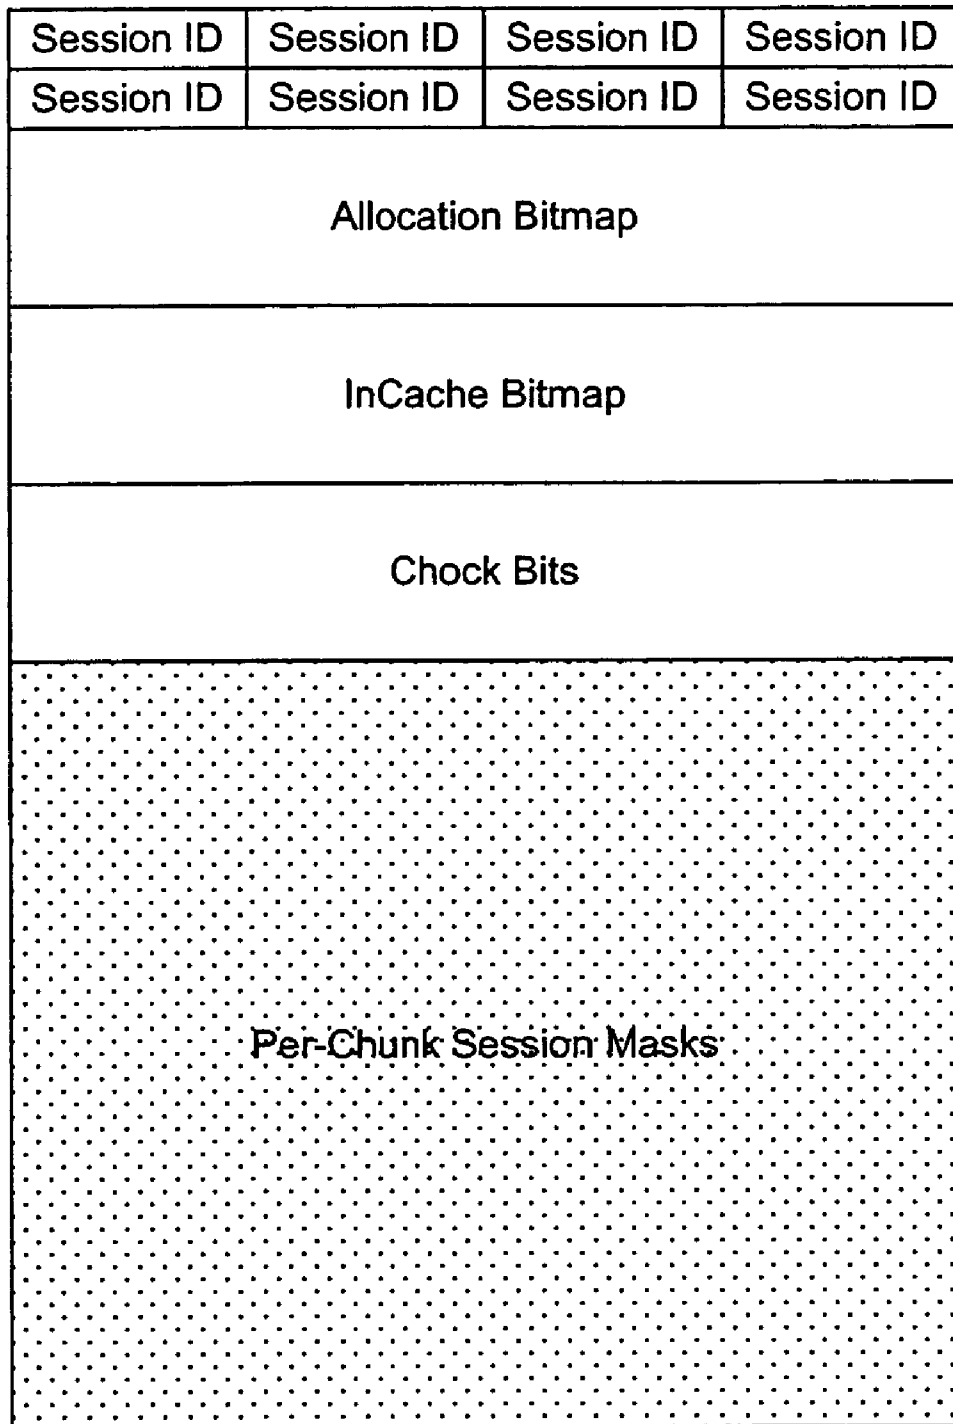 Session ID Session ID Session ID Session ID
Session ID Session ID Session ID Session ID
Allocation Bitmap
InCache Bitmap
Chock Bits
Per-Chunk Session Masks